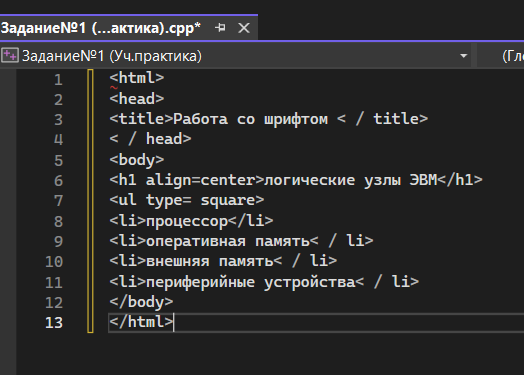 Задание№1 (...актика).cpp*
Задание№1 (Уч.практика) (Гло
1 <html>
2 <head>
3 <title>Работа со шрифтом < / title>
4 < / head>
5 <body>
6 <h1 align=center>логические узлы ЭВМ</h1>
7 <ul type= square>
8 <li>процессор</li>
9 <li>оперативная память< / li>
10 <li>внешняя память< / li>
11 <li>периферийные устройства< / li>
12 </body>
13 </html>